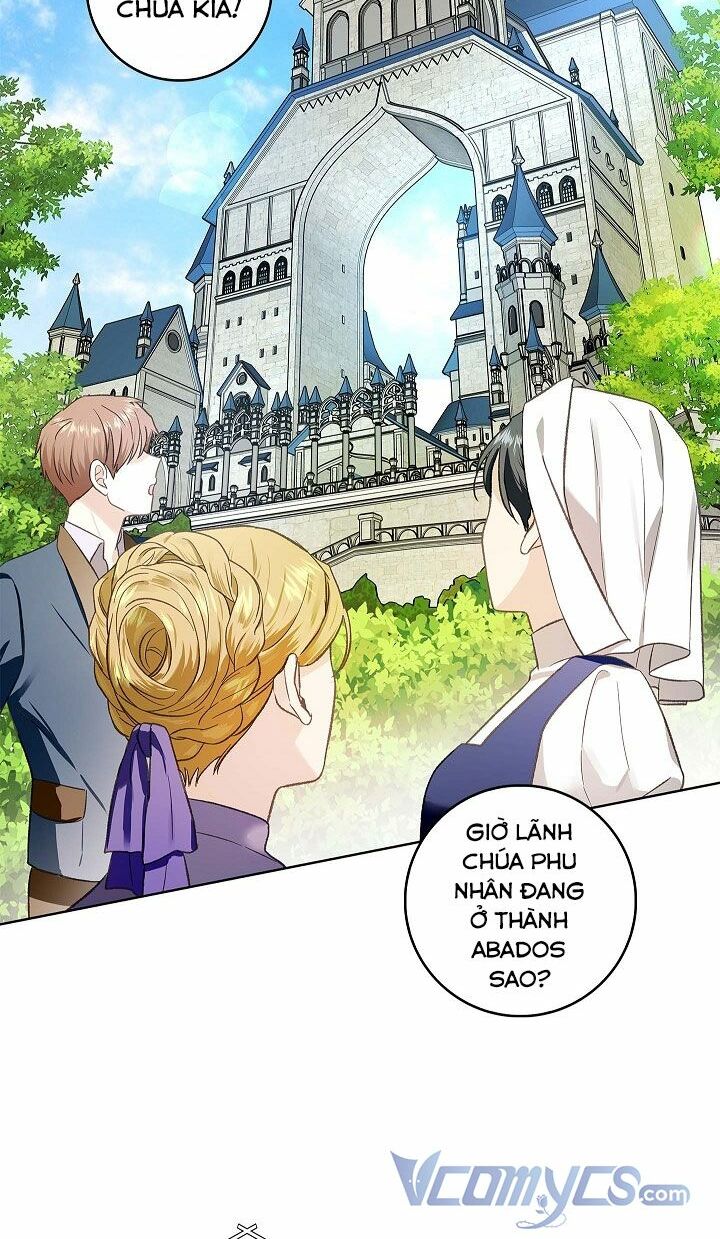 CHÚA KIA!
GIỜ LÃNH
CHÚA PHU
NHÂN ĐANG
Ở THÀNH
ABADOS
SAO?
VCOMYCS.com